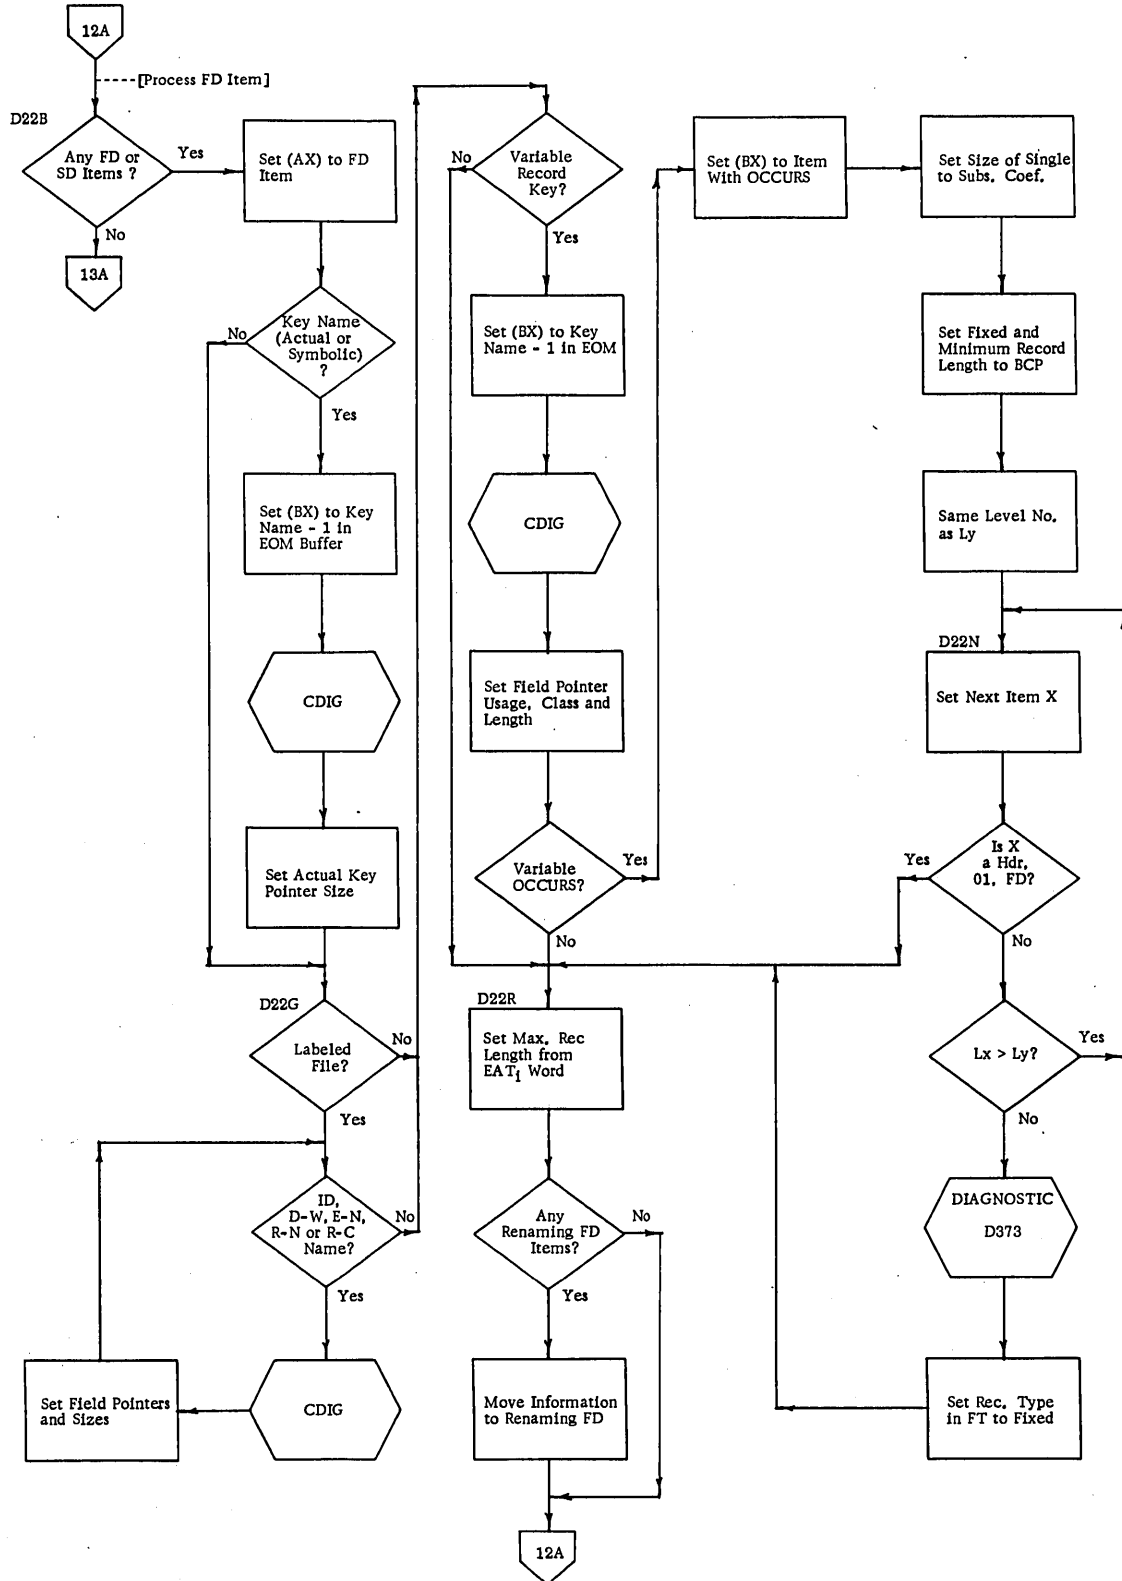 12A
[Process FD Item]
D22B
Any FD or
SD Items ?
Yes
No
13A
Set (AX) to FD
Item
Key Name
(Actual or
Symbolic)
?
No
Yes
Set (BX) to Key
Name - 1 in
EOM Buffer
CDIG
Set Actual Key
Pointer Size
D22G
Labeled
File?
No
Yes
ID,
D-W, E-N,
R-N or R-C
Name?
No
Yes
CDIG
Set Field Pointers
and Sizes
Variable
Record
Key?
No
Yes
Set (BX) to Key
Name - 1 in EOM
CDIG
Set Field Pointer
Usage, Class and
Length
Variable
OCCURS?
Yes
No
D22R
Set Max. Rec
Length from
EAT1 Word
Any
Renaming FD
Items?
No
Yes
Move Information
to Renaming FD
12A
Set (BX) to Item
With OCCURS
Set Size of Single
to Subs. Coef.
Set Fixed and
Minimum Record
Length to BCP
Same Level No.
as Ly
D22N
Set Next Item X
Is X
a Hdr,
01, FD?
Yes
No
Lx > Ly?
Yes
No
DIAGNOSTIC
D373
Set Rec. Type
in FT to Fixed